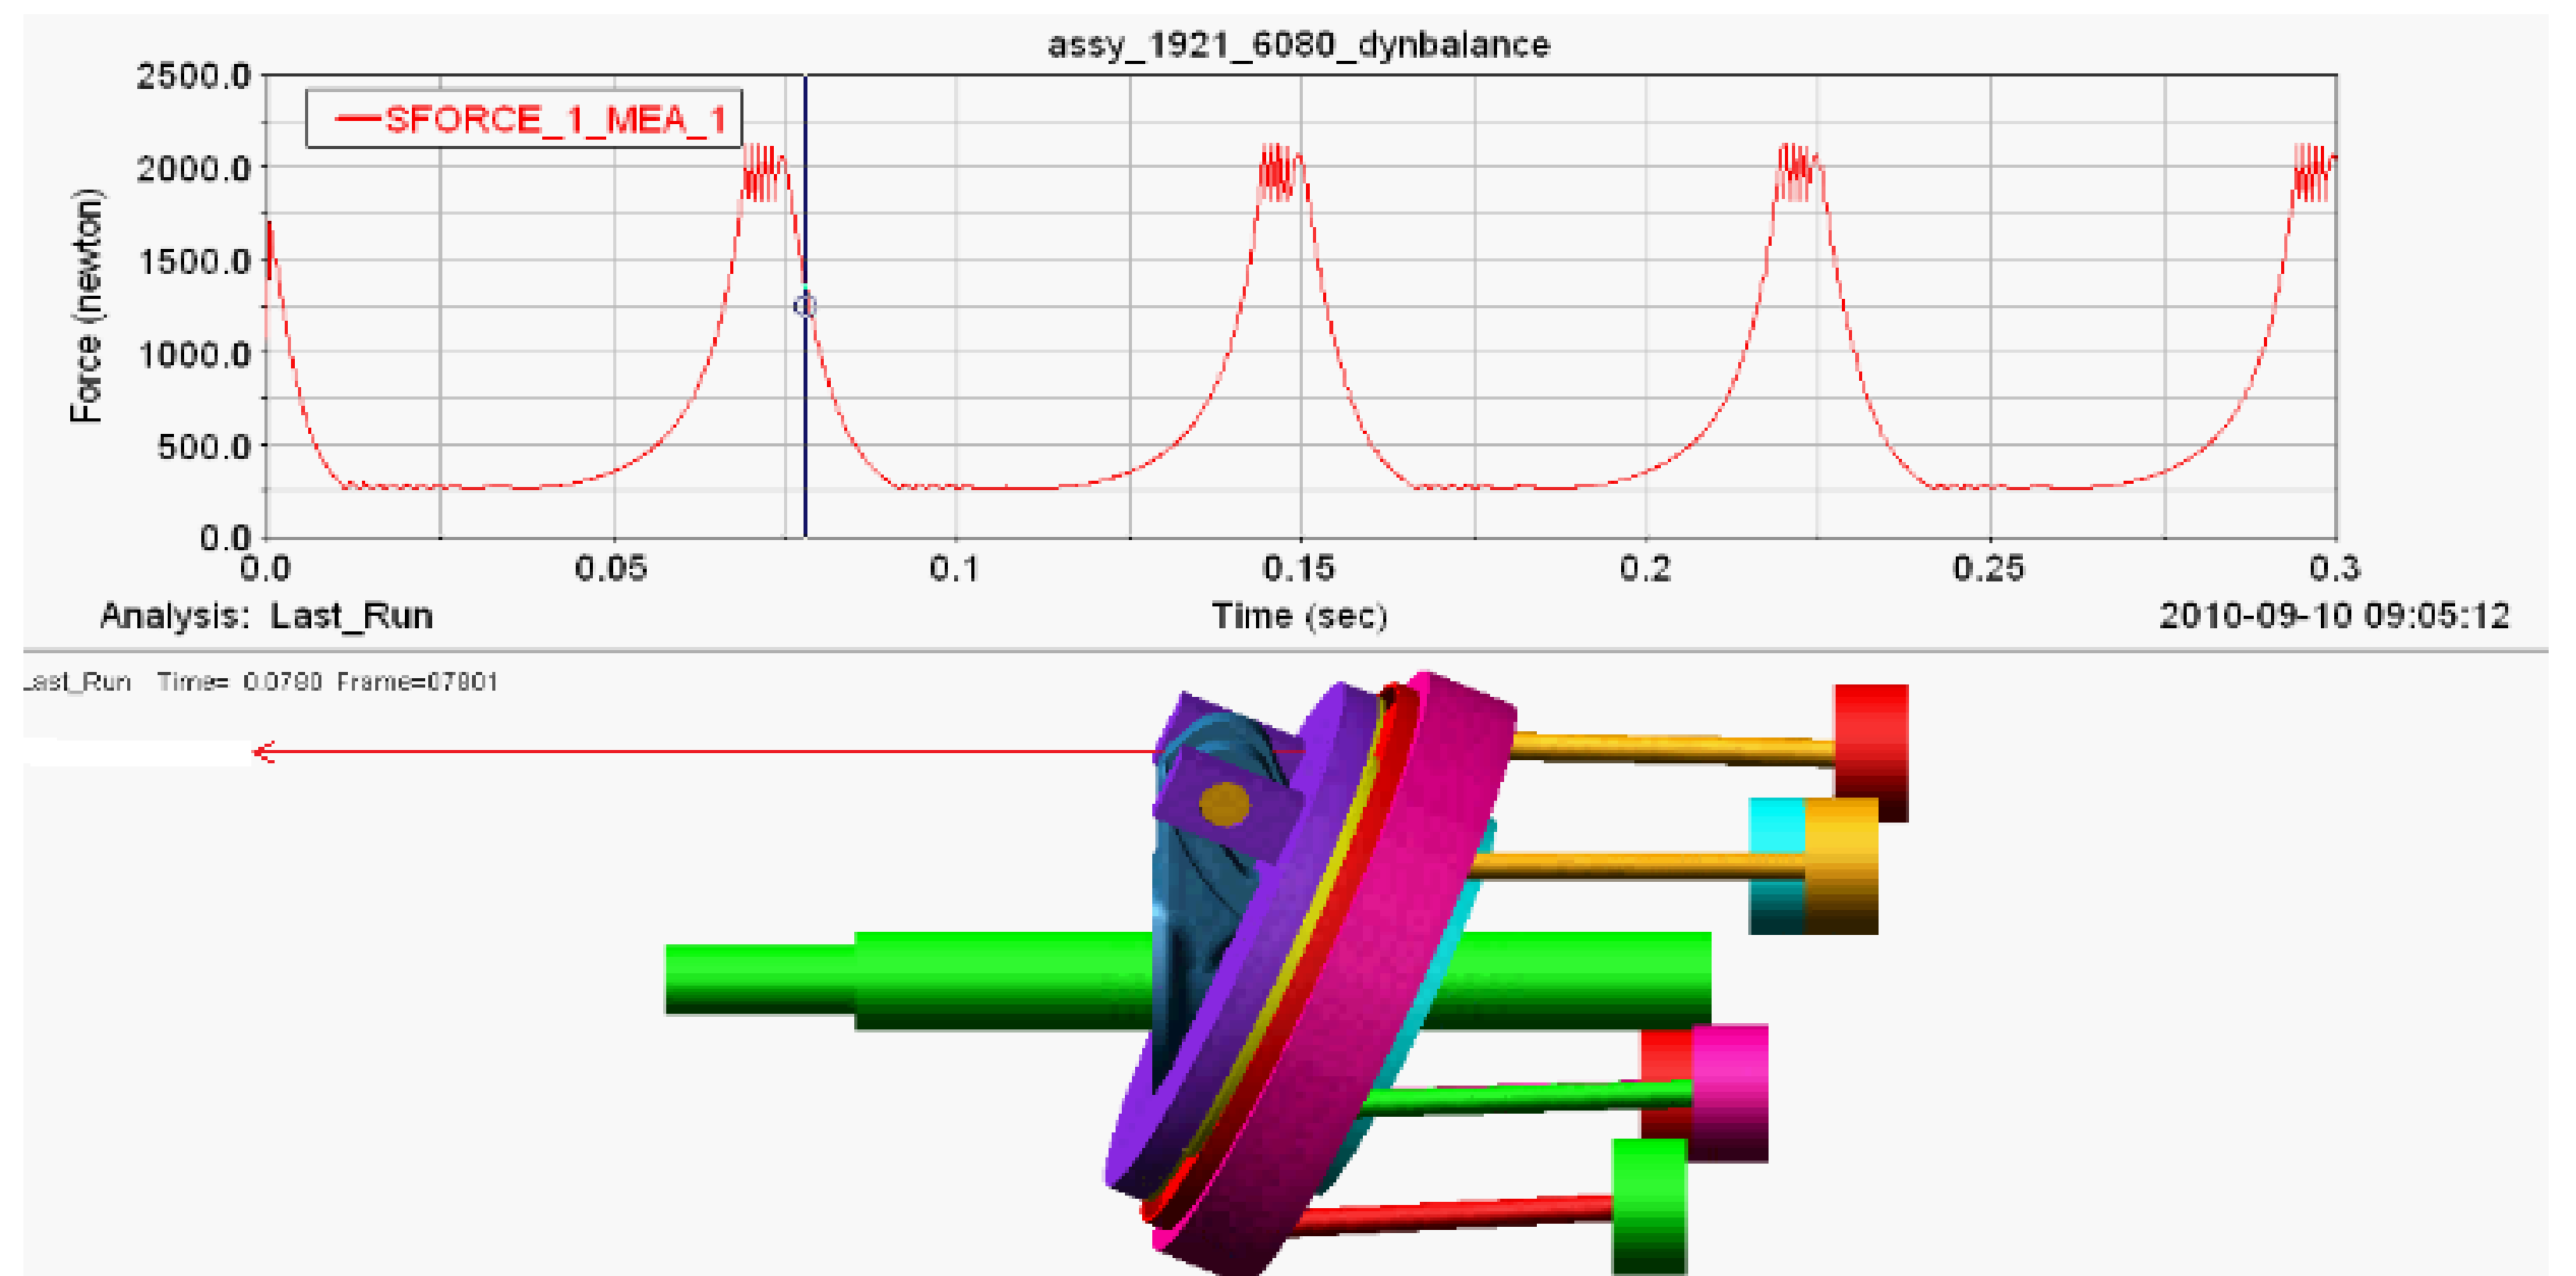 assy_1921_6080_dynbalance
2500.0
SFORCE_1_MEA_1
2000.0
1500.0
1000.0
500.0
0.0
Force (newton)
0.0 0.05 0.1 0.15 0.2 0.25 0.3
Analysis: Last_Run Time (sec) 2010-09-10 09:05:12
Last_Run Time= 0.0780 Frame=07801